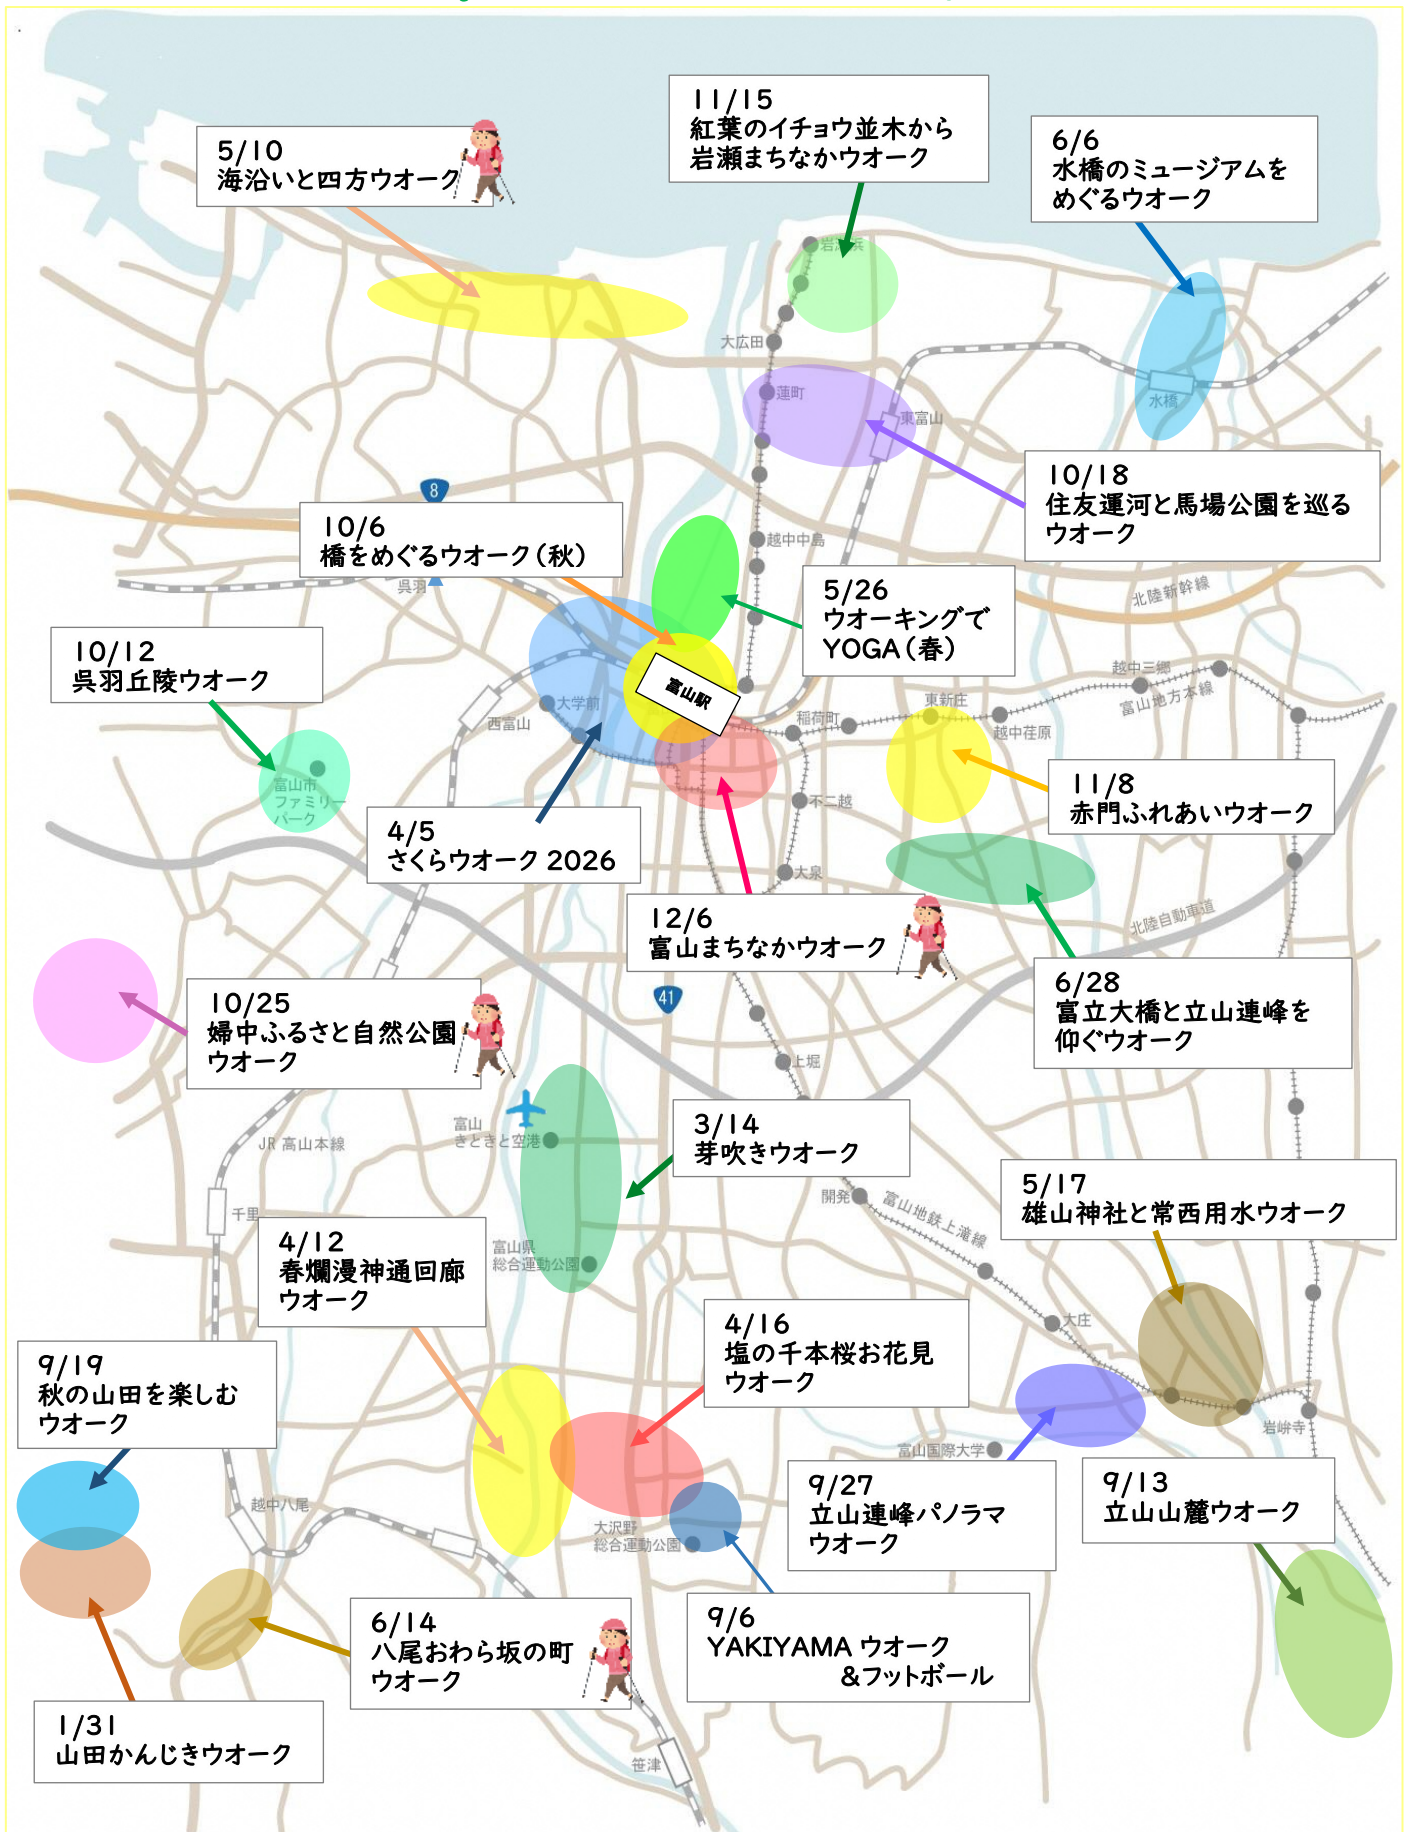 11/15
紅葉のイチョウ並木から
岩瀬まちなかウオーク
5/10
海沿いと四方ウオーク
6/6
水橋のミュージアムを
めぐるウオーク
大広田
蓮町
水橋
東富山
10/18
住友運河と馬場公園を巡る
ウオーク
8
10/6
橋をめぐるウオーク（秋）
越中中島
呉羽
5/26
ウオーキングで
YOGA（春）
北陸新幹線
10/12
呉羽丘陵ウオーク
越中三郷
富山地方本線
富山駅
大学前
西富山
稲荷町
東新庄
越中荏原
富山市
ファミリー
パーク
不二越
11/8
赤門ふれあいウオーク
4/5
さくらウオーク 2026
大泉
12/6
富山まちなかウオーク
北陸自動車道
6/28
富立大橋と立山連峰を
仰ぐウオーク
10/25
婦中ふるさと自然公園
ウオーク
41
上堀
富山
きときと空港
JR 高山本線
3/14
芽吹きウオーク
5/17
雄山神社と常西用水ウオーク
開発
富山地鉄上滝線
千里
4/12
春爛漫神通回廊
ウオーク
富山県
総合運動公園
4/16
塩の千本桜お花見
ウオーク
大庄
9/19
秋の山田を楽しむ
ウオーク
岩峅寺
富山国際大学
9/27
立山連峰パノラマ
ウオーク
9/13
立山山麓ウオーク
越中八尾
大沢野
総合運動公園
6/14
八尾おわら坂の町
ウオーク
9/6
YAKIYAMA ウオーク
＆フットボール
1/31
山田かんじきウオーク
笹津